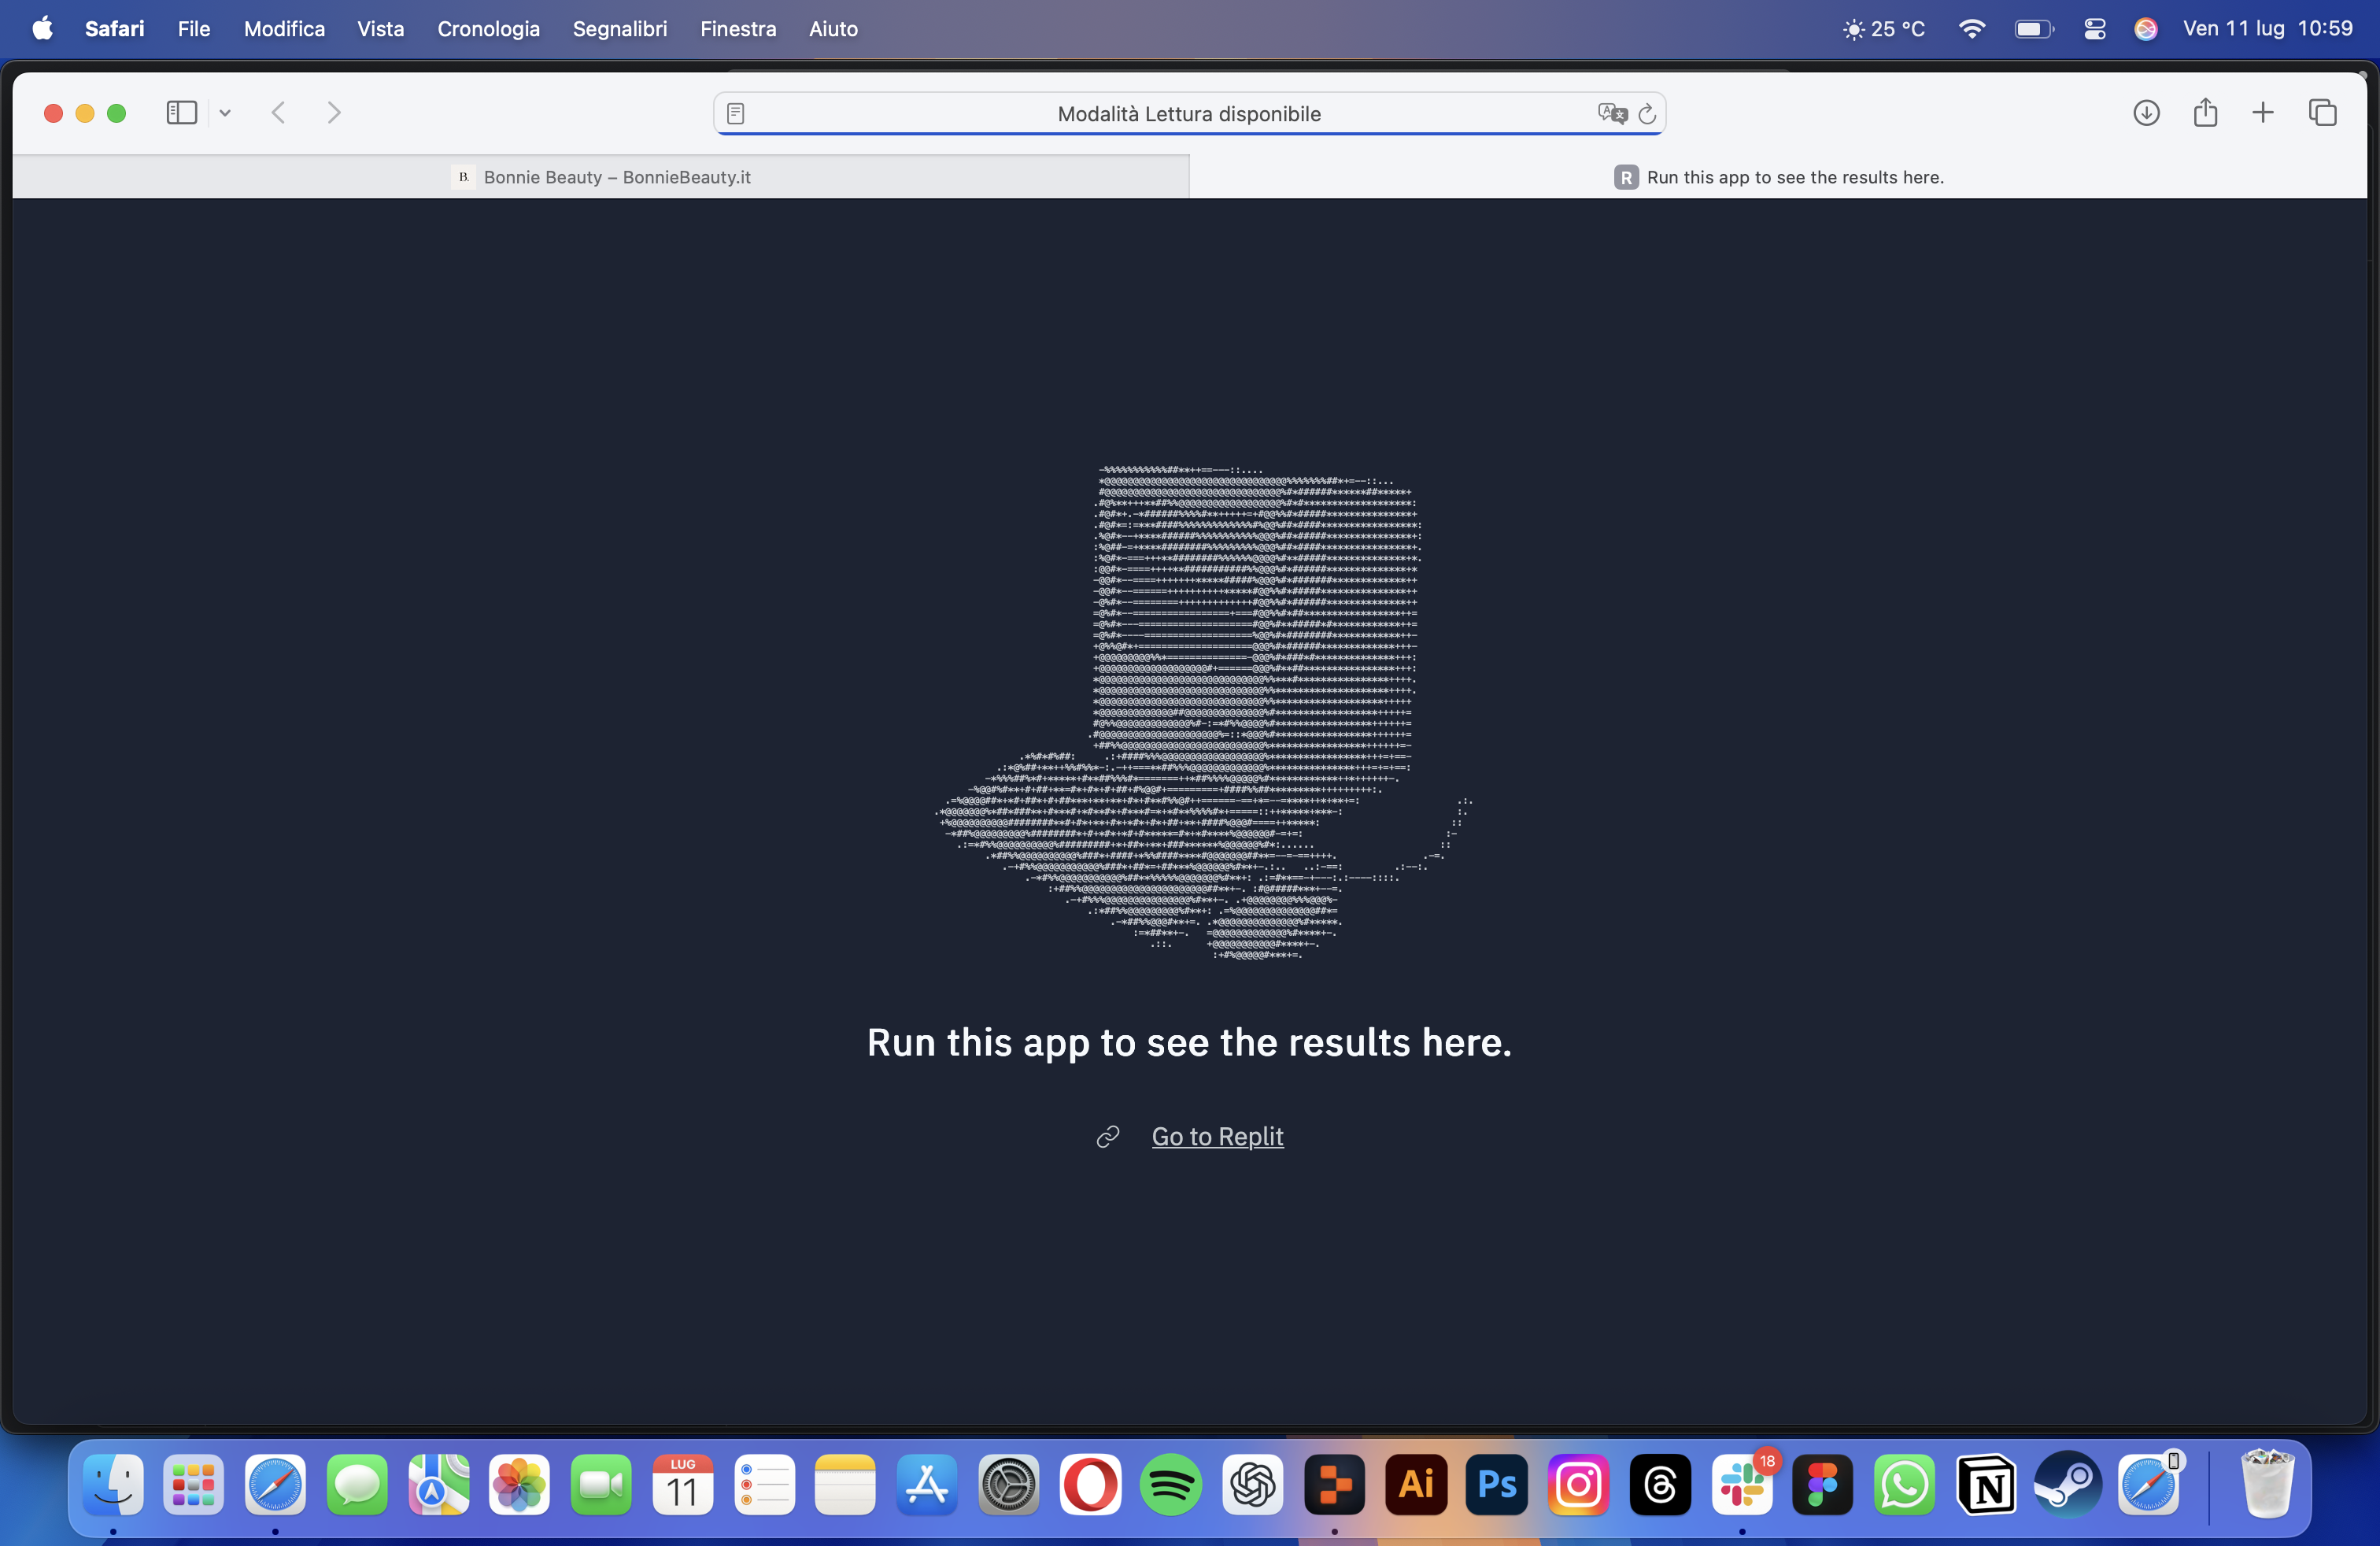 Safari File Modifica Vista Cronologia Segnalibri Finestra Aiuto 25 °C Ven 11 lug 10:59
Modalità Lettura disponibile
B. Bonnie Beauty – BonnieBeauty.it
R Run this app to see the results here.
Run this app to see the results here.
Go to Replit
LUG
11
Ai
Ps
18
N